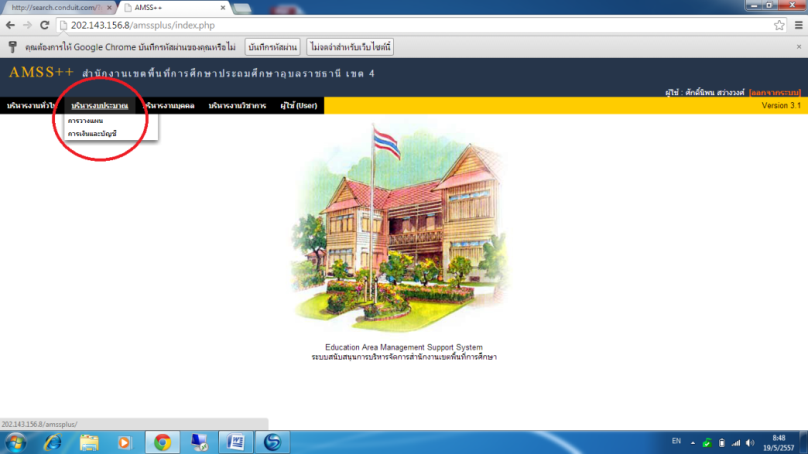 http://search.conduit.com/
AMSS++
202.143.156.8/amssplus/index.php
คุณต้องการให้ Google Chrome บันทึกรหัสผ่านของคุณหรือไม่ บันทึกรหัสผ่าน ไม่จดจำสำหรับเว็บไซต์นี้
AMSS++ สำนักงานเขตพื้นที่การศึกษาประถมศึกษาอุบลราชธานี เขต 4
ผู้ใช้ : ศักดิ์นิพน สว่างวงศ์ [ออกจากระบบ]
บริหารงานทั่วไป บริหารงบประมาณ บริหารงานบุคคล บริหารงานวิชาการ ผู้ใช้ (User) Version 3.1
การวางแผน
การเงินและบัญชี
Education Area Management Support System
ระบบสนับสนุนการบริหารจัดการสำนักงานเขตพื้นที่การศึกษา
202.143.156.8/amssplus/
EN 8:48
19/5/2557